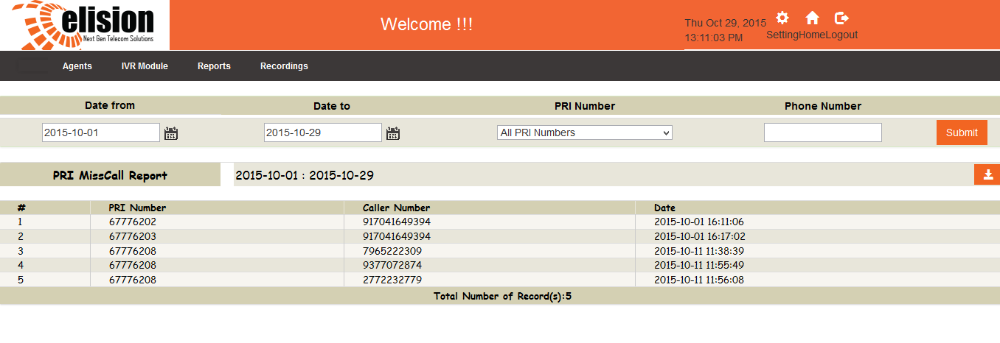 elision
Next Gen Telecom Solutions
Welcome !!!
Thu Oct 29, 2015
13:11:03 PM
Setting Home Logout
Agents IVR Module Reports Recordings
Date from Date to PRI Number Phone Number
2015-10-01 2015-10-29 All PRI Numbers Submit
PRI MissCall Report 2015-10-01 : 2015-10-29
# PRI Number Caller Number Date
1 67776202 917041649394 2015-10-01 16:11:06
2 67776203 917041649394 2015-10-01 16:17:02
3 67776208 7965222309 2015-10-11 11:38:39
4 67776208 9377072874 2015-10-11 11:55:49
5 67776208 2772232779 2015-10-11 11:56:08
Total Number of Record(s):5